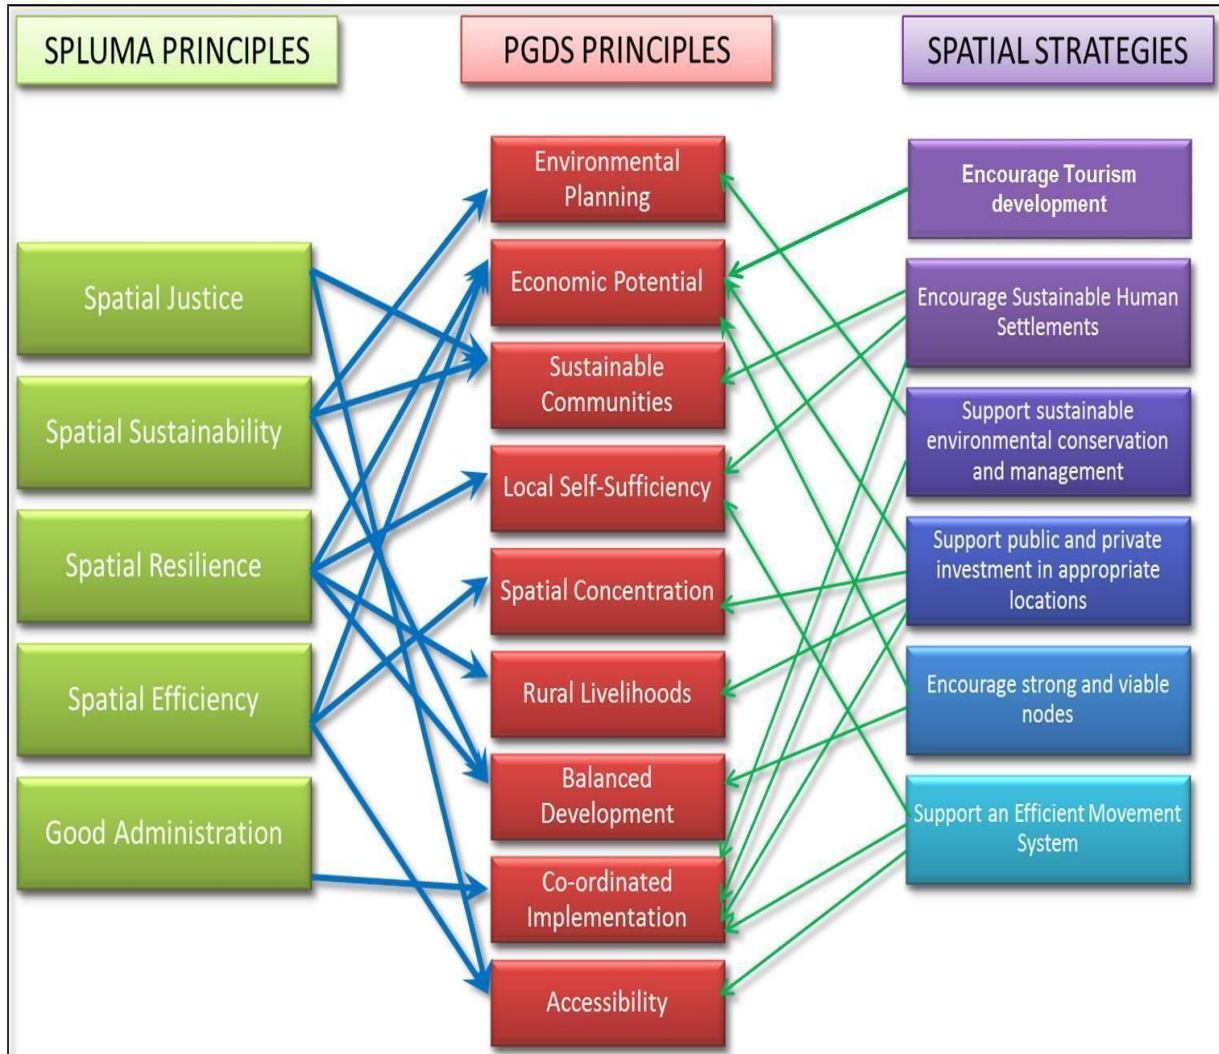 SPLUMA PRINCIPLES
PGDS PRINCIPLES
SPATIAL STRATEGIES
Spatial Justice
Spatial Sustainability
Spatial Resilience
Spatial Efficiency
Good Administration
Environmental
Planning
Economic Potential
Sustainable
Communities
Local Self-Sufficiency
Spatial Concentration
Rural Livelihoods
Balanced
Development
Co-ordinated
Implementation
Accessibility
Encourage Tourism
development
Encourage Sustainable Human
Settlements
Support sustainable
environmental conservation
and management
Support public and private
investment in appropriate
locations
Encourage strong and viable
nodes
Support an Efficient Movement
System